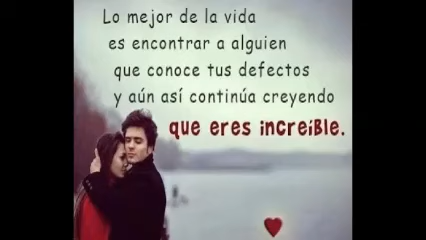 Lo mejor de la vida
es encontrar a alguien
que conoce tus defectos
y aún así continúa creyendo
que eres increíble.